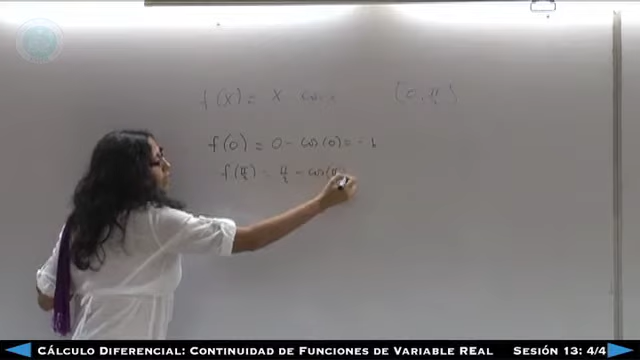 f(x) = x - cos x (0, π)
f(0) = 0 - cos(0) = -1
f(π/2) = π/2 - cos(π
CÁLCULO DIFERENCIAL: CONTINUIDAD DE FUNCIONES DE VARIABLE REAL SESIÓN 13: 4/4